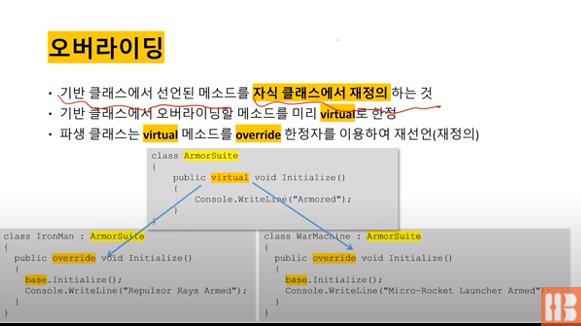 오버라이딩
• 기반 클래스에서 선언된 메소드를 자식 클래스에서 재정의 하는 것
• 기반 클래스에서 오버라이딩할 메소드를 미리 virtual로 한정
• 파생 클래스는 virtual 메소드를 override 한정자를 이용하여 재선언(재정의)
class ArmorSuite
{
public virtual void Initialize()
{
Console.WriteLine("Armored");
}
}
class IronMan : ArmorSuite
{
public override void Initialize()
{
base.Initialize();
Console.WriteLine("Repulsor Rays Armed");
}
}
class WarMachine : ArmorSuite
{
public override void Initialize()
{
base.Initialize();
Console.WriteLine("Micro-Rocket Launcher Armed");
}
}